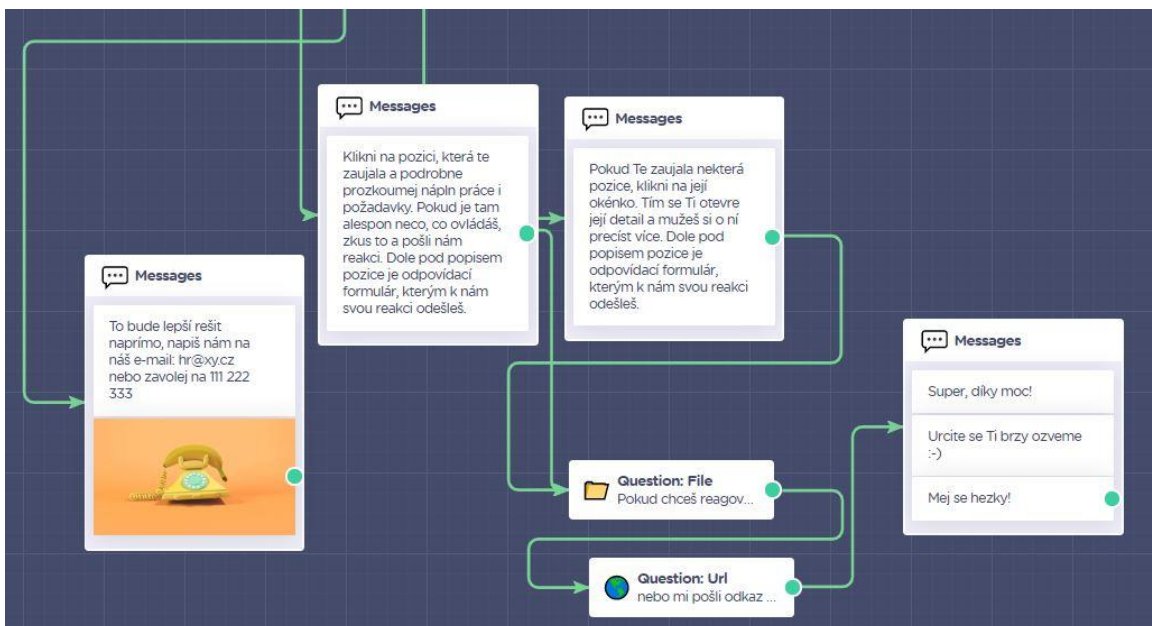 Messages
Klikni na pozici, která te
zaujala a podrobne
prozkoumej nápln práce i
požadavky. Pokud je tam
alespon neco, co ovládáš,
zkus to a pošli nám
reakci. Dole pod popisem
pozice je odpovídací
formulár, kterým k nám
svou reakci odešleš.
Messages
Pokud Te zaujala nekterá
pozice, klikni na její
okénko. Tím se Ti otevre
její detail a mužeš si o ní
precíst více. Dole pod
popisem pozice je
odpovídací formulár,
kterým k nám svou reakci
odešleš.
Messages
To bude lepší rešit
naprímo, napiš nám na
náš e-mail: hr@xy.cz
nebo zavolej na 111 222
333
Messages
Super, díky moc!
Urcite se Ti brzy ozveme
:-)
Mej se hezky!
Question: File
Pokud chceš reagov...
Question: Url
nebo mi pošli odkaz ...